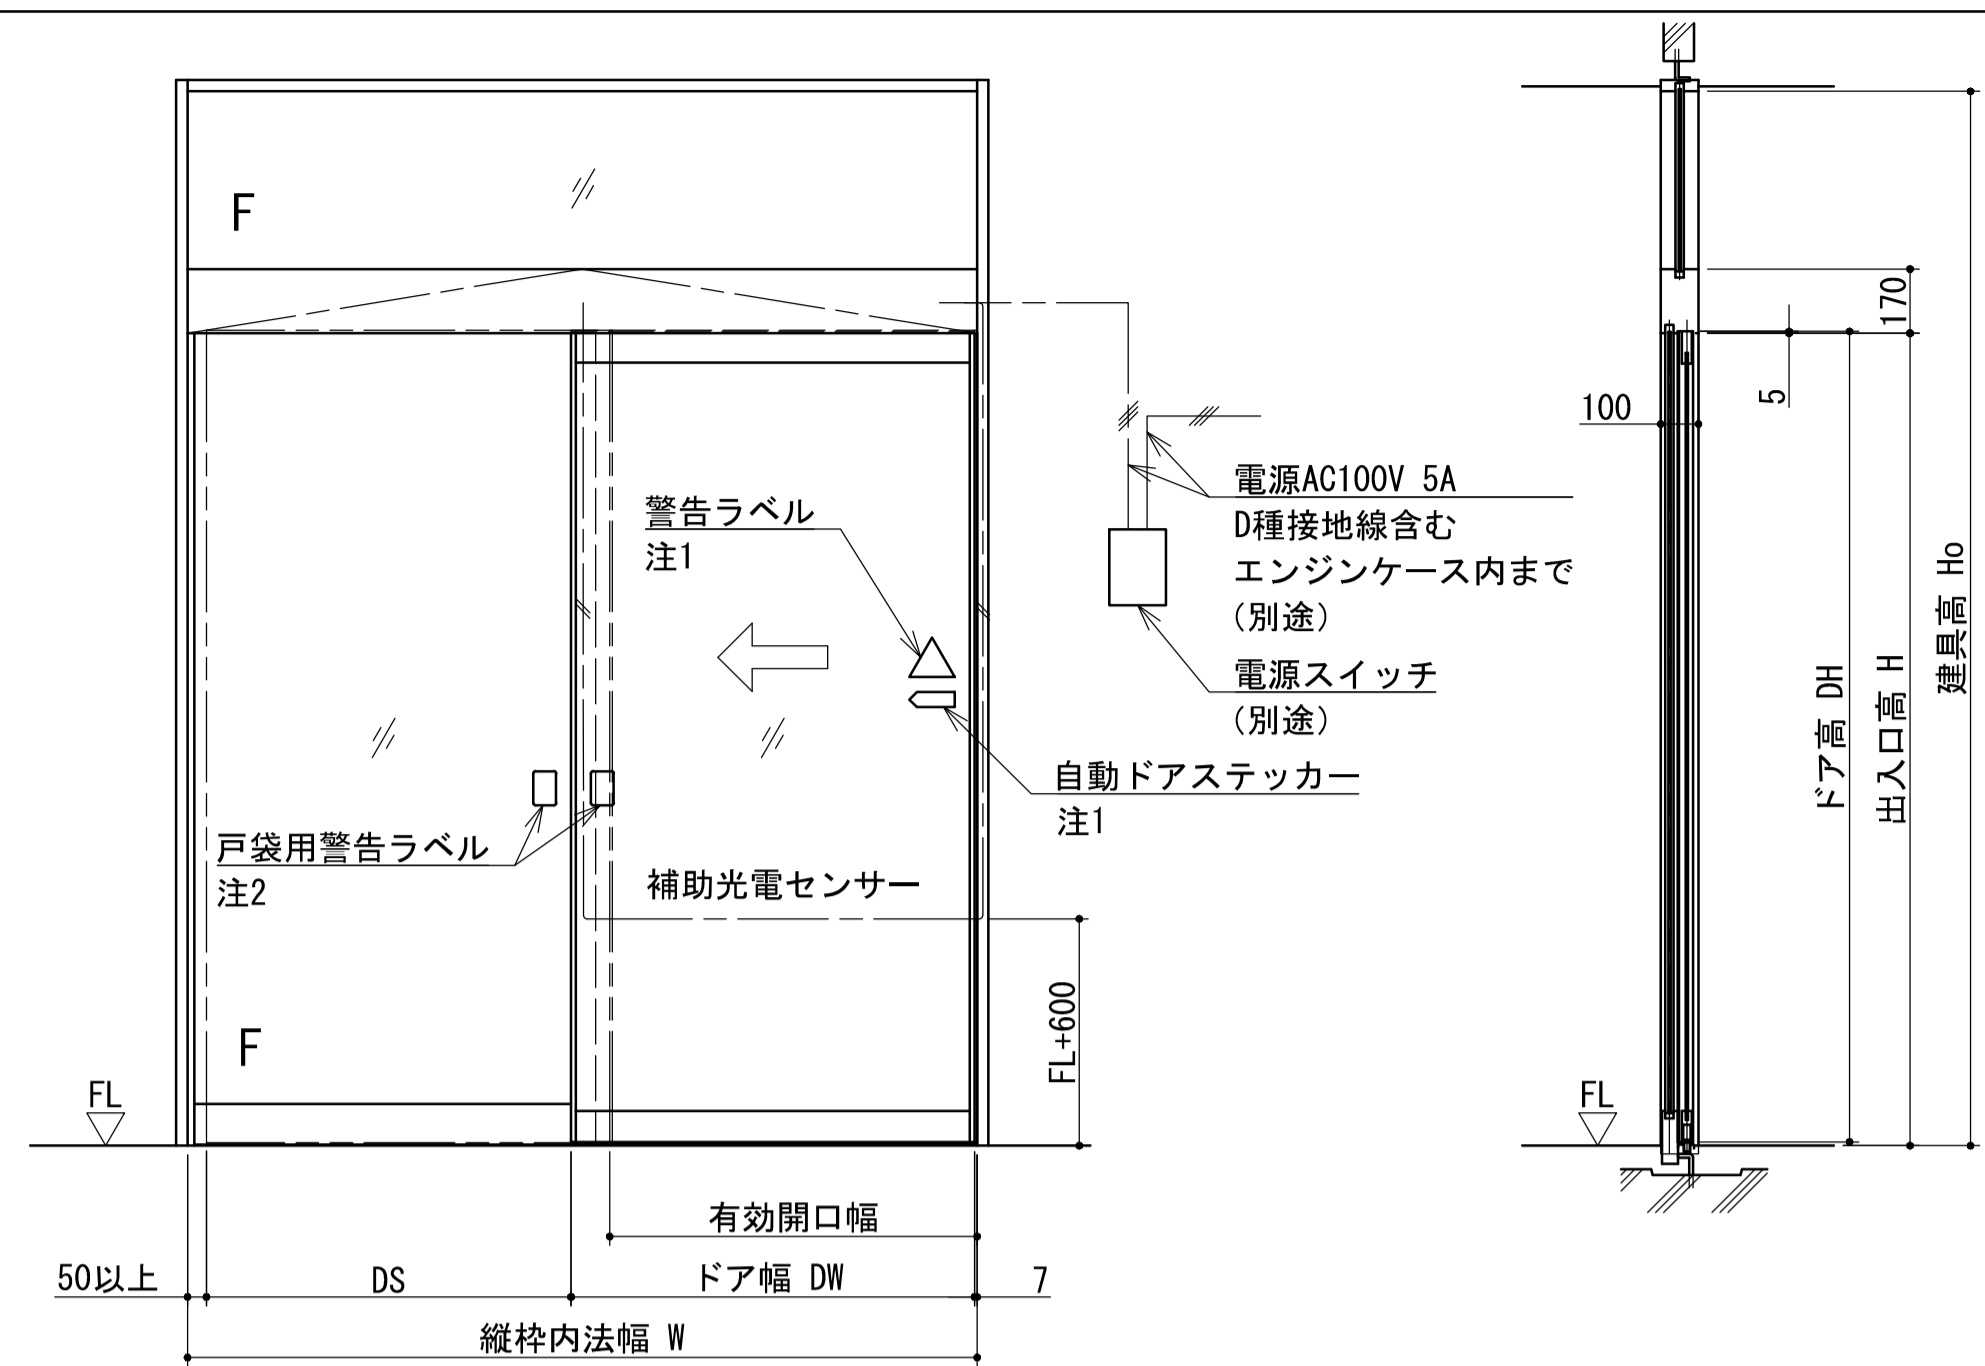 F
170
5
100
電源AC100V 5A
D種接地線含む
エンジンケース内まで
(別途)
電源スイッチ
(別途)
警告ラベル
注1
建具高 Ho
出入口高 H
ドア高 DH
自動ドアステッカー
注1
戸袋用警告ラベル
注2
補助光電センサー
FL+600
F
FL
FL
有効開口幅
50以上
DS
ドア幅 DW
7
縦枠内法幅 W